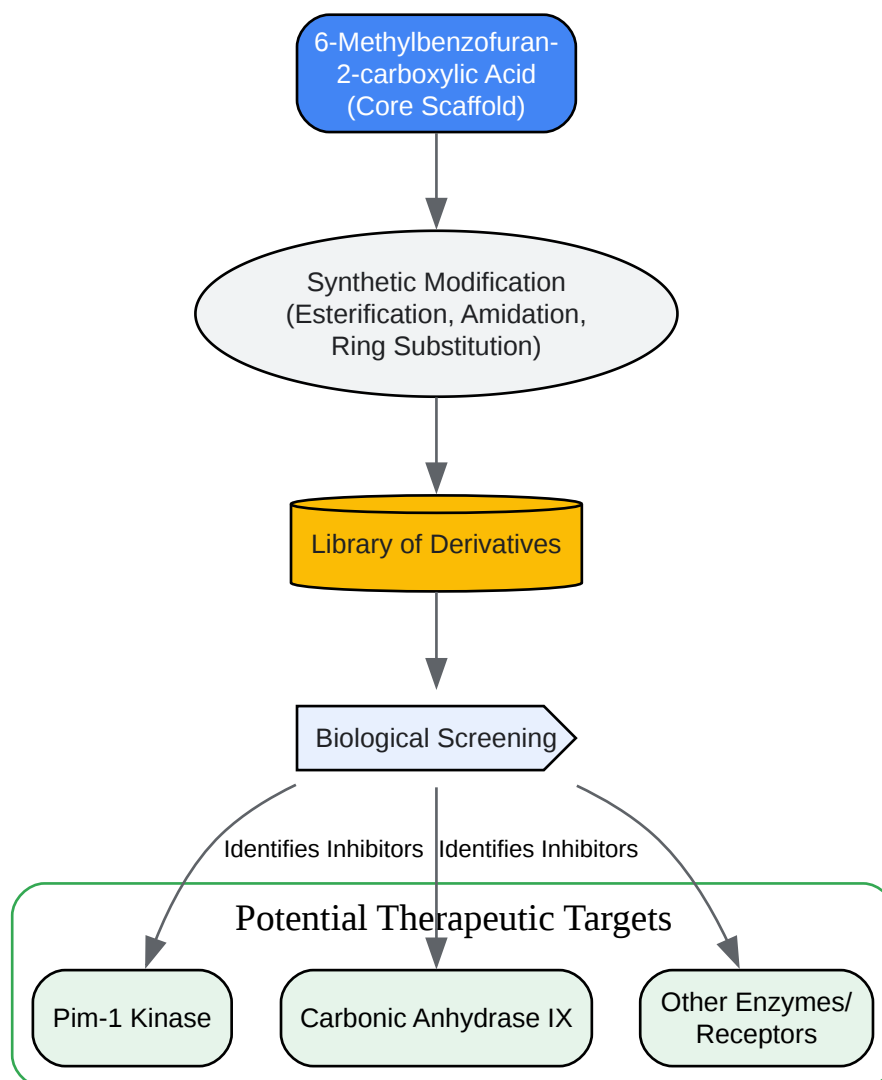 6-Methylbenzofuran-
2-carboxylic Acid
(Core Scaffold)
Synthetic Modification
(Esterification, Amidation,
Ring Substitution)
Library of Derivatives
Biological Screening
Identifies Inhibitors
Identifies Inhibitors
Potential Therapeutic Targets
Pim-1 Kinase
Carbonic Anhydrase IX
Other Enzymes/
Receptors